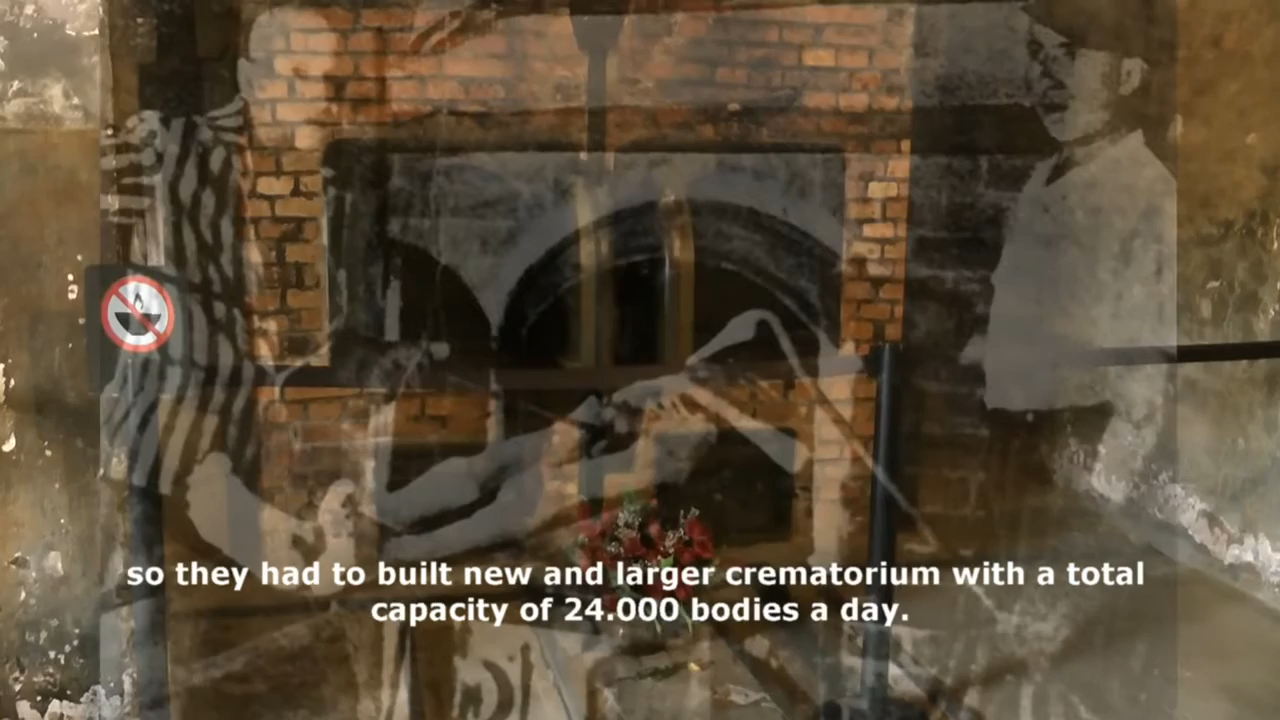 so they had to built new and larger crematorium with a total
capacity of 24.000 bodies a day.